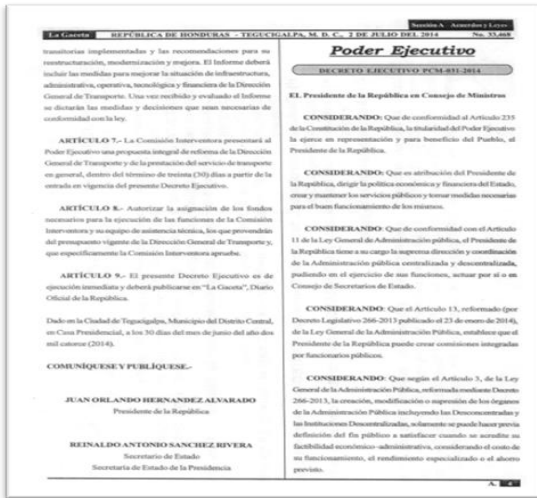 Sección A Acuerdos y Leyes
La Gaceta REPÚBLICA DE HONDURAS - TEGUCIGALPA, M. D. C., 2 DE JULIO DEL 2014 No. 33,468
transitorias implementadas y las recomendaciones para su
reestructuración, modernización y mejora. El Informe deberá
incluir las medidas para mejorar la situación de infraestructura,
administrativa, operativa, tecnológica y financiera de la Dirección
General de Transporte. Una vez recibido y evaluado el Informe
se dictarán las medidas y decisiones que sean necesarias de
conformidad con la ley.
ARTÍCULO 7.- La Comisión Interventora presentará al
Poder Ejecutivo una propuesta integral de reforma de la Dirección
General de Transporte y de la prestación del servicio de transporte
en general, dentro del término de treinta (30) días a partir de la
entrada en vigencia del presente Decreto Ejecutivo.
ARTÍCULO 8.- Autorizar la asignación de los fondos
necesarios para la ejecución de las funciones de la Comisión
Interventora y su equipo de asistencia técnica, los que provendrán
del presupuesto vigente de la Dirección General de Transporte y,
que específicamente la Comisión Interventora apruebe.
ARTÍCULO 9.- El presente Decreto Ejecutivo es de
ejecución inmediata y deberá publicarse en "La Gaceta", Diario
Oficial de la República.
Dado en la Ciudad de Tegucigalpa, Municipio del Distrito Central,
en Casa Presidencial, a los 30 días del mes de junio del año dos
mil catorce (2014).
COMUNÍQUESE Y PUBLÍQUESE.-
JUAN ORLANDO HERNANDEZ ALVARADO
Presidente de la República
REINALDO ANTONIO SANCHEZ RIVERA
Secretario de Estado
Secretaría de Estado de la Presidencia
Poder Ejecutivo
DECRETO EJECUTIVO PCM-031-2014
EL Presidente de la República en Consejo de Ministros
CONSIDERANDO: Que de conformidad al Artículo 235
de la Constitución de la República, la titularidad del Poder Ejecutivo
la ejerce en representación y para beneficio del Pueblo, el
Presidente de la República.
CONSIDERANDO: Que es atribución del Presidente de
la República, dirigir la política económica y financiera del Estado,
crear y mantener los servicios públicos y tomar medidas necesarias
para el buen funcionamiento de los mismos.
CONSIDERANDO: Que de conformidad con el Artículo
11 de la Ley General de Administración pública, el Presidente de
la República tiene a su cargo la suprema dirección y coordinación
de la Administración pública centralizada y descentralizada,
pudiendo en el ejercicio de sus funciones, actuar por sí o en
Consejo de Secretarios de Estado.
CONSIDERANDO: Que el Artículo 13, reformado (por
Decreto Legislativo 266-2013 publicado el 23 de enero de 2014),
de la Ley General de la Administración Pública, establece que el
Presidente de la República puede crear comisiones integradas
por funcionarios públicos.
CONSIDERANDO: Que según el Artículo 3, de la Ley
General de la Administración Pública, reformada mediante Decreto
266-2013, la creación, modificación o supresión de los órganos
de la Administración Pública incluyendo las Desconcentradas y
las Instituciones Descentralizadas, solamente se puede hacer previa
definición del fin público a satisfacer cuando se acredite su
factibilidad económico-administrativa, considerando el costo de
su funcionamiento, el rendimiento especializado o el ahorro
previsto.
A.